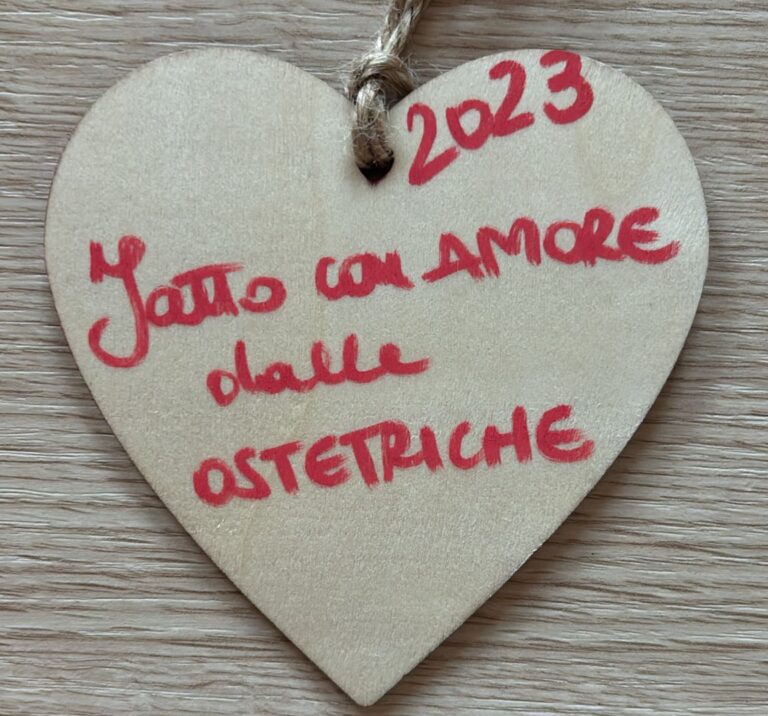 2023
Fatto con AMORE
dalle
OSTETRICHE